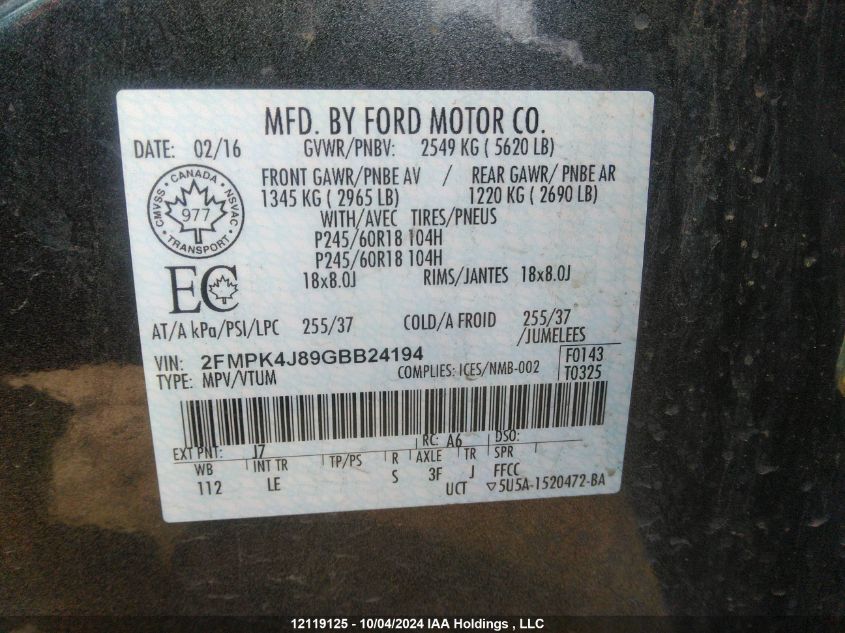 MFD. BY FORD MOTOR CO.
DATE: 02/16 GVWR/PNBV: 2549 KG ( 5620 LB)
FRONT GAWR/PNBE AV / REAR GAWR/ PNBE AR
1345 KG ( 2965 LB) 1220 KG ( 2690 LB)
WITH/AVEC TIRES/PNEUS
P245/60R18 104H
P245/60R18 104H
18x8.0J RIMS/JANTES 18x8.0J
CMVSS • CANADA • NSVAC
977
TRANSPORT
EC
AT/A kPa/PSI/LPC 255/37 COLD/A FROID 255/37
/JUMELEES
VIN: 2FMPK4J89GBB24194 F0143
TYPE: MPV/VTUM COMPLIES: ICES/NMB-002 T0325
EXT PNT: J7 RC: A6 DSO:
WB INT TR TP/PS R AXLE TR SPR
112 LE S 3F J FFCC
UCT ▽5U5A-1520472-BA
12119125 - 10/04/2024 IAA Holdings , LLC